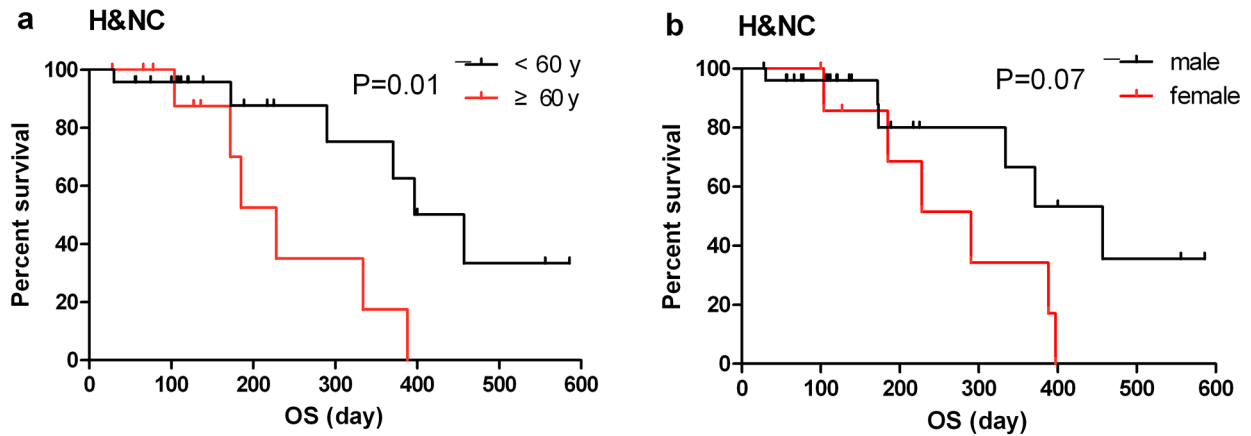 a H&NC
< 60 y
≥ 60 y
P=0.01
Percent survival
100
80
60
40
20
0
0 100 200 300 400 500 600
OS (day)
b H&NC
male
female
P=0.07
Percent survival
100
80
60
40
20
0
0 100 200 300 400 500 600
OS (day)